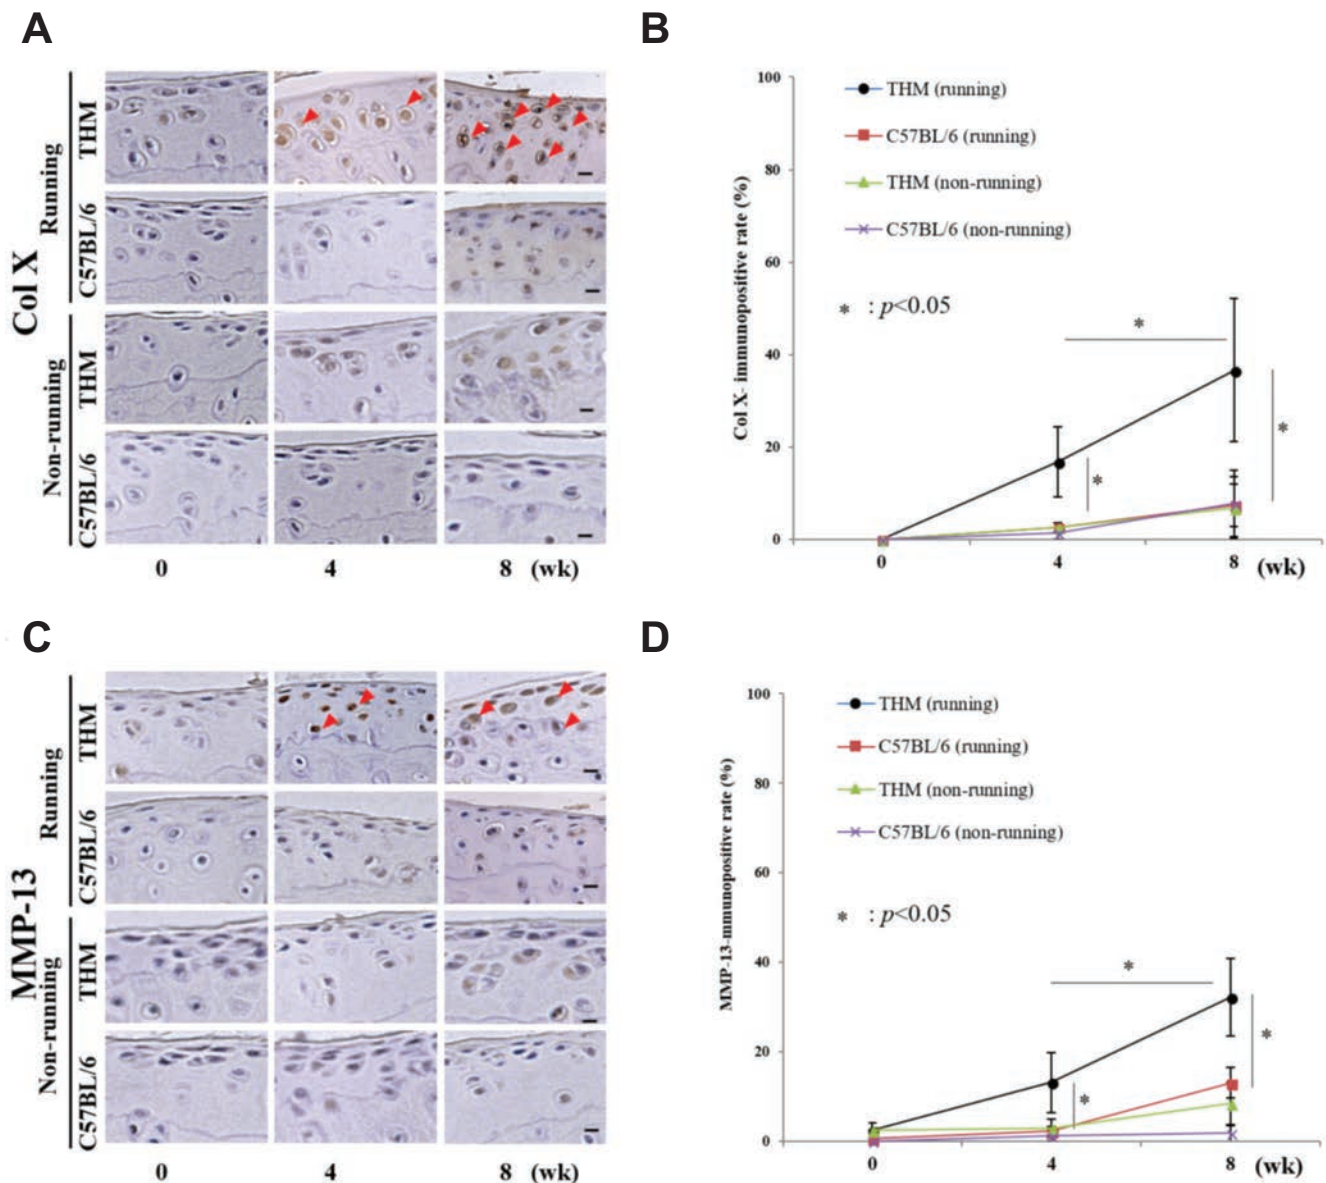 A
B
Col X
Running
Non-running
THM
C57BL/6
THM
C57BL/6
0 4 8 (wk)
100
80
60
40
20
0
Col X- immunopositive rate (%)
THM (running)
C57BL/6 (running)
THM (non-running)
C57BL/6 (non-running)
* : p<0.05
*
*
*
0 4 8 (wk)
C
D
MMP-13
Running
Non-running
THM
C57BL/6
THM
C57BL/6
0 4 8 (wk)
100
80
60
40
20
0
MMP-13-immunopositive rate (%)
THM (running)
C57BL/6 (running)
THM (non-running)
C57BL/6 (non-running)
* : p<0.05
*
*
*
0 4 8 (wk)